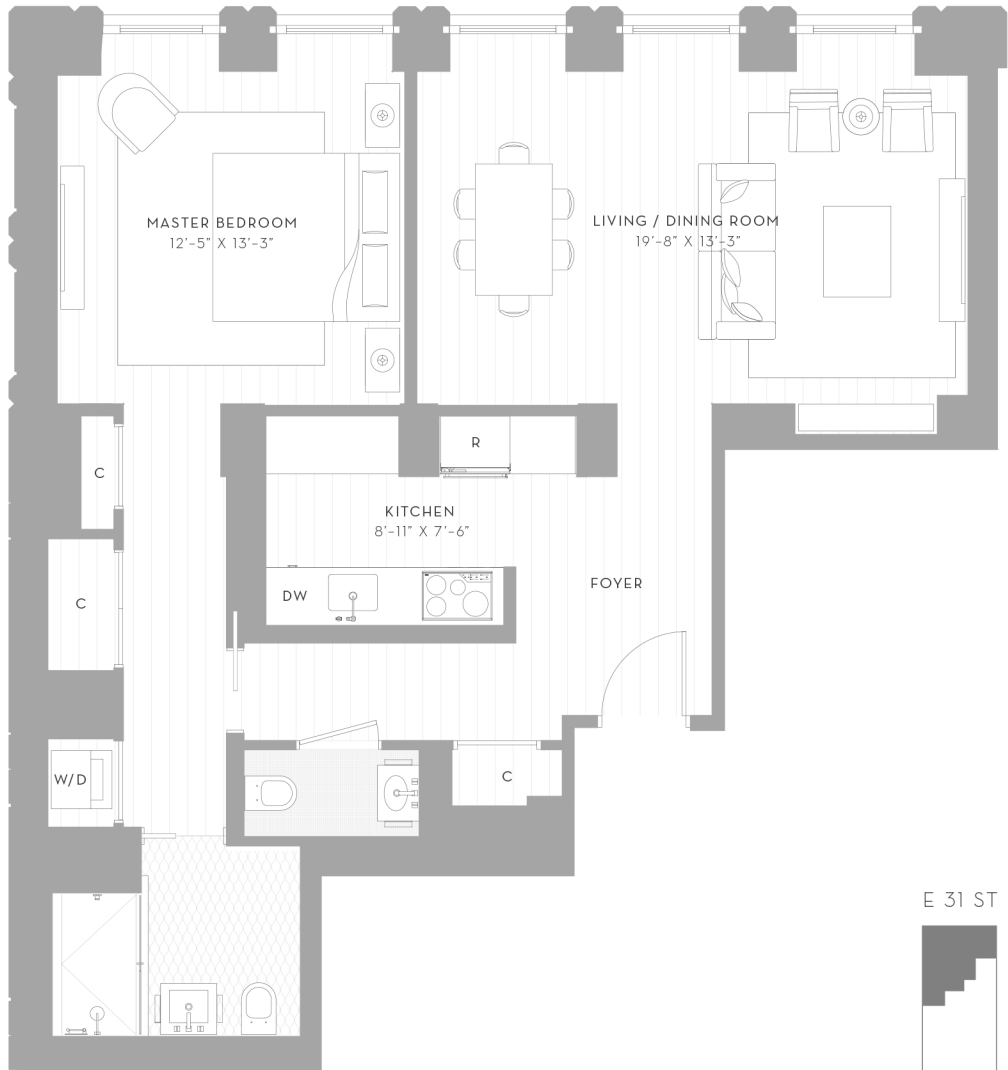 MASTER BEDROOM
12'-5" X 13'-3"
LIVING / DINING ROOM
19'-8" X 13'-3"
C
R
KITCHEN
8'-11" X 7'-6"
C
DW
FOYER
W/D
C
E 31 ST